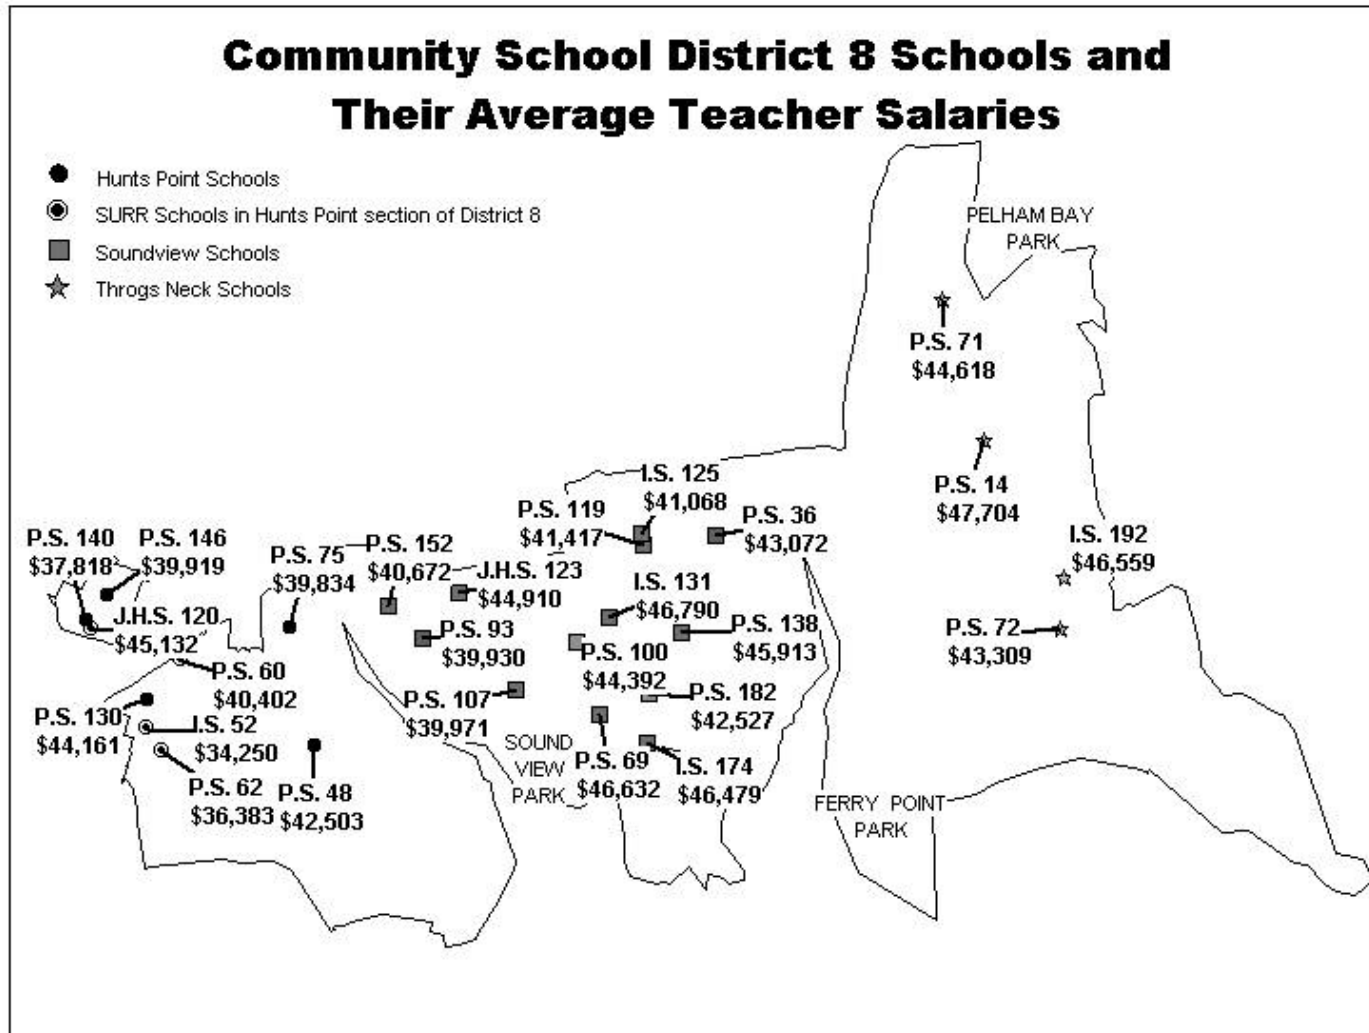 Community School District 8 Schools and
Their Average Teacher Salaries
Hunts Point Schools
SURR Schools in Hunts Point section of District 8
Soundview Schools
Throgs Neck Schools
PELHAM BAY
PARK
P.S. 71
$44,618
P.S. 14
$47,704
I.S. 192
$46,559
P.S. 72
$43,309
I.S. 125
$41,068
P.S. 119
$41,417
P.S. 36
$43,072
P.S. 140
$37,818
P.S. 146
$39,919
P.S. 75
$39,834
P.S. 152
$40,672
J.H.S. 123
$44,910
I.S. 131
$46,790
J.H.S. 120
$45,132
P.S. 93
$39,930
P.S. 138
$45,913
P.S. 100
$44,392
P.S. 60
$40,402
P.S. 107
$39,971
P.S. 182
$42,527
P.S. 130
$44,161
I.S. 52
$34,250
SOUND
VIEW
PARK
P.S. 69
$46,632
I.S. 174
$46,479
P.S. 62
$36,383
P.S. 48
$42,503
FERRY POINT
PARK